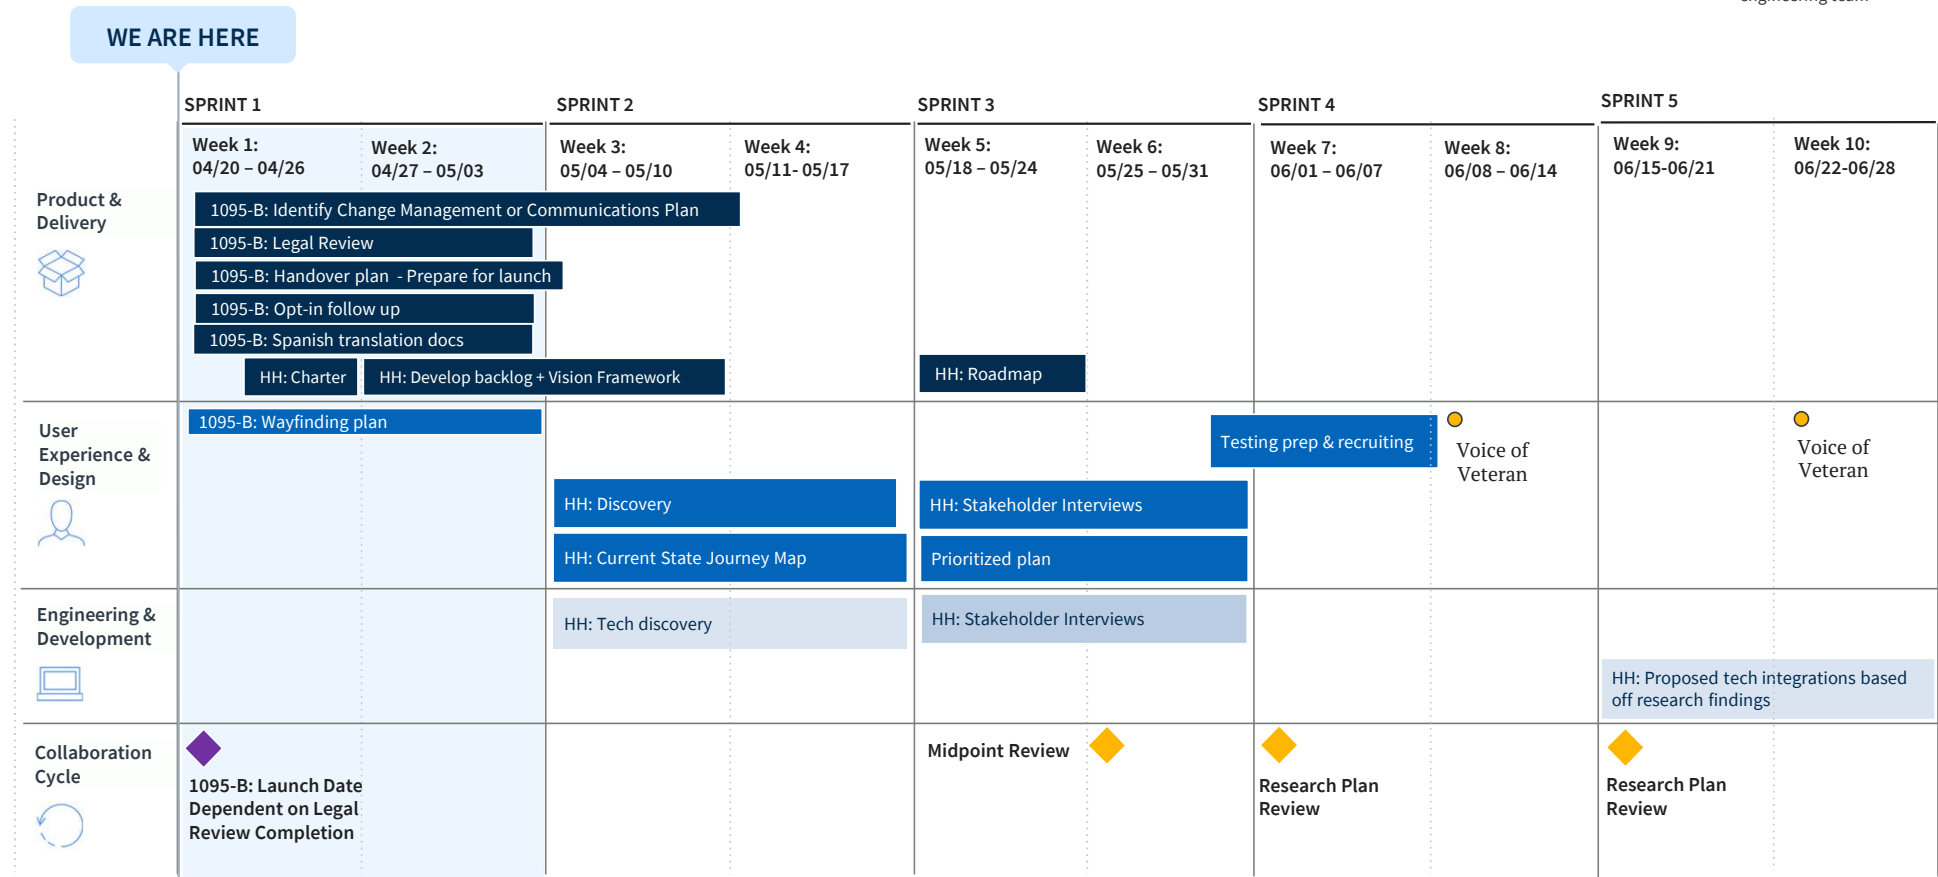 engineering team
WE ARE HERE
SPRINT 1
SPRINT 2
SPRINT 3
SPRINT 4
SPRINT 5
Week 1:
04/20 – 04/26
Week 2:
04/27 – 05/03
Week 3:
05/04 – 05/10
Week 4:
05/11- 05/17
Week 5:
05/18 – 05/24
Week 6:
05/25 – 05/31
Week 7:
06/01 – 06/07
Week 8:
06/08 – 06/14
Week 9:
06/15-06/21
Week 10:
06/22-06/28
Product &
Delivery
1095-B: Identify Change Management or Communications Plan
1095-B: Legal Review
1095-B: Handover plan - Prepare for launch
1095-B: Opt-in follow up
1095-B: Spanish translation docs
HH: Charter
HH: Develop backlog + Vision Framework
HH: Roadmap
User
Experience &
Design
1095-B: Wayfinding plan
Testing prep & recruiting
Voice of
Veteran
Voice of
Veteran
HH: Discovery
HH: Stakeholder Interviews
HH: Current State Journey Map
Prioritized plan
Engineering &
Development
HH: Tech discovery
HH: Stakeholder Interviews
HH: Proposed tech integrations based
off research findings
Collaboration
Cycle
1095-B: Launch Date
Dependent on Legal
Review Completion
Midpoint Review
Research Plan
Review
Research Plan
Review